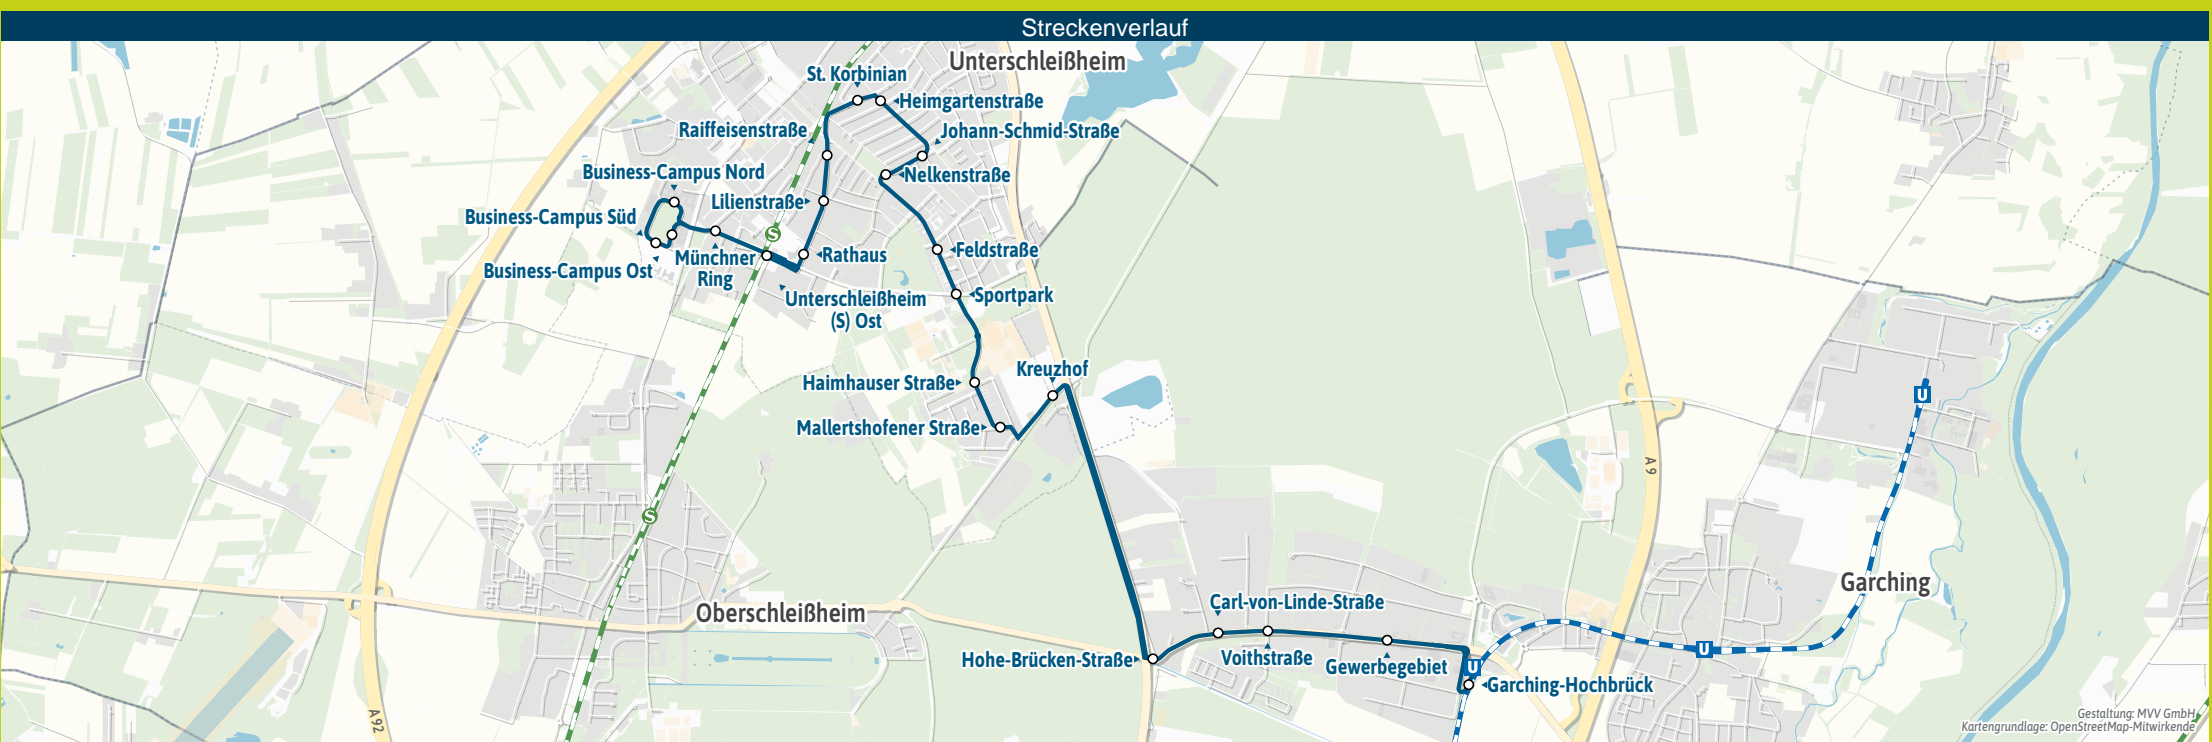 Streckenverlauf
Unterschleißheim
St. Korbinian
Heimgartenstraße
Raiffeisenstraße
Johann-Schmid-Straße
Business-Campus Nord
Nelkenstraße
Lilienstraße
Business-Campus Süd
S
Feldstraße
Rathaus
Münchner
Ring
Business-Campus Ost
Unterschleißheim
(S) Ost
Sportpark
Kreuzhof
Haimhauser Straße
U
Mallertshofener Straße
A 9
S
Garching
Carl-von-Linde-Straße
Oberschleißheim
U
Hohe-Brücken-Straße
Voithstraße
Gewerbegebiet
U
Garching-Hochbrück
A 92
Gestaltung: MVV GmbH
Kartengrundlage: OpenStreetMap-Mitwirkende